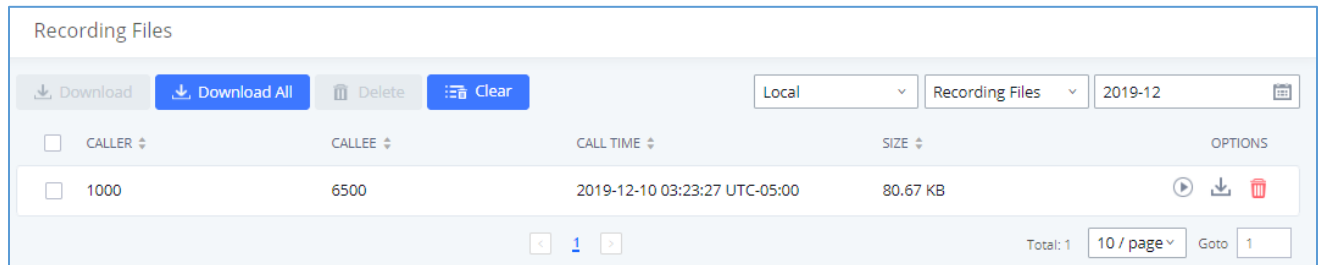 Recording Files
Download Download All Delete Clear Local Recording Files 2019-12
CALLER CALLEE CALL TIME SIZE OPTIONS
1000 6500 2019-12-10 03:23:27 UTC-05:00 80.67 KB
< 1 > Total: 1 10 / page Goto 1